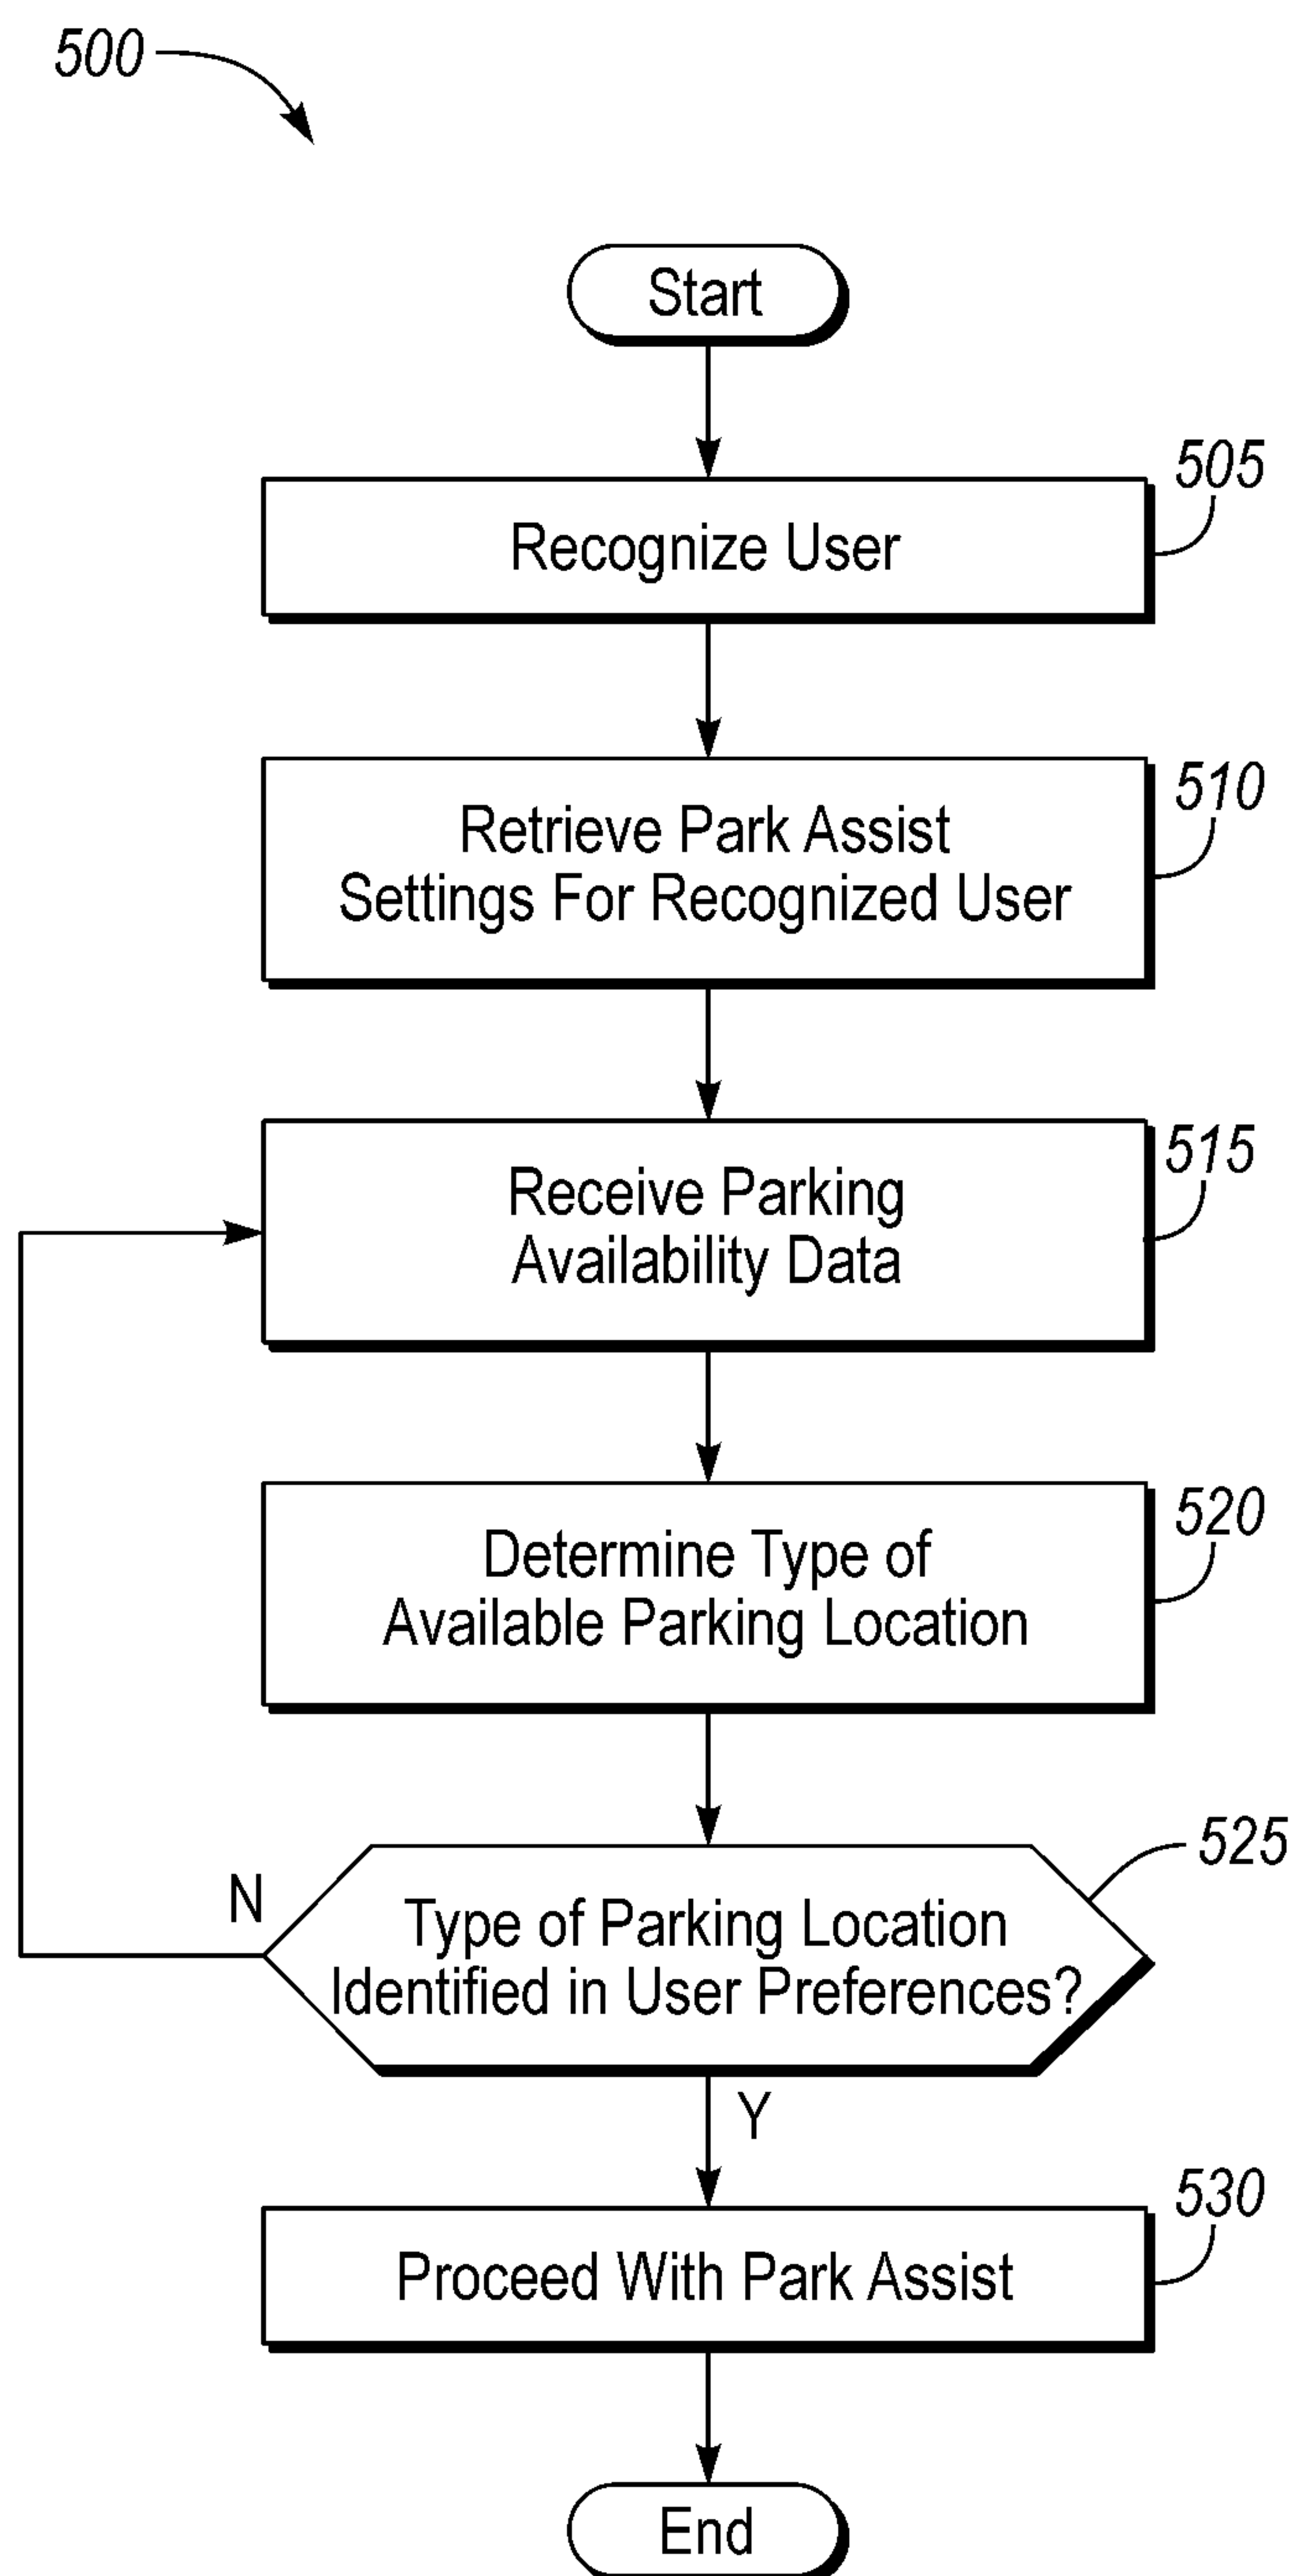 500
Start
505
Recognize User
510
Retrieve Park Assist
Settings For Recognized User
515
Receive Parking
Availability Data
520
Determine Type of
Available Parking Location
525
N
Type of Parking Location
Identified in User Preferences?
Y
530
Proceed With Park Assist
End